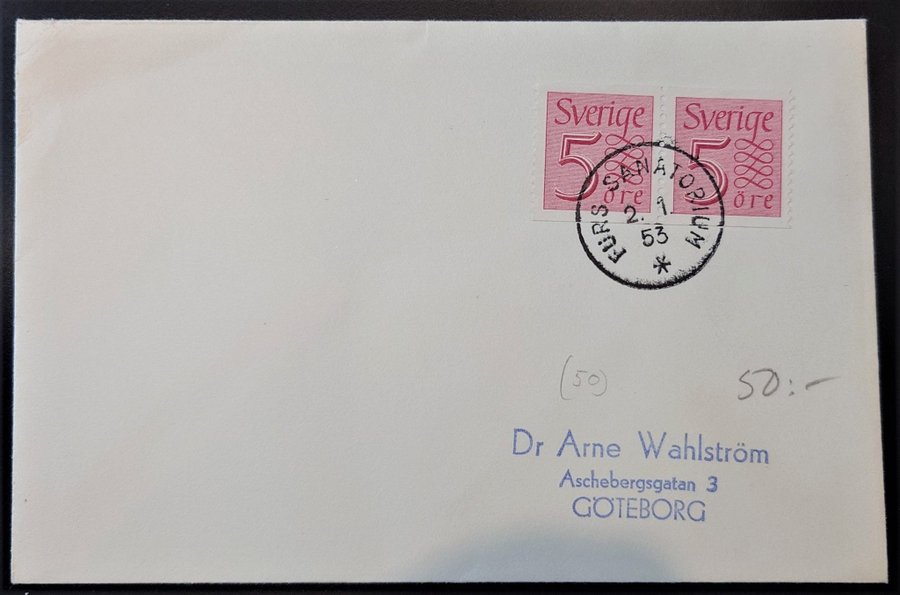 Sverige
5
öre
Sverige
5
öre
FURS SANATORIUM
2. 1.
53
*
(50)
50:-
Dr Arne Wahlström
Aschebergsgatan 3
GÖTEBORG